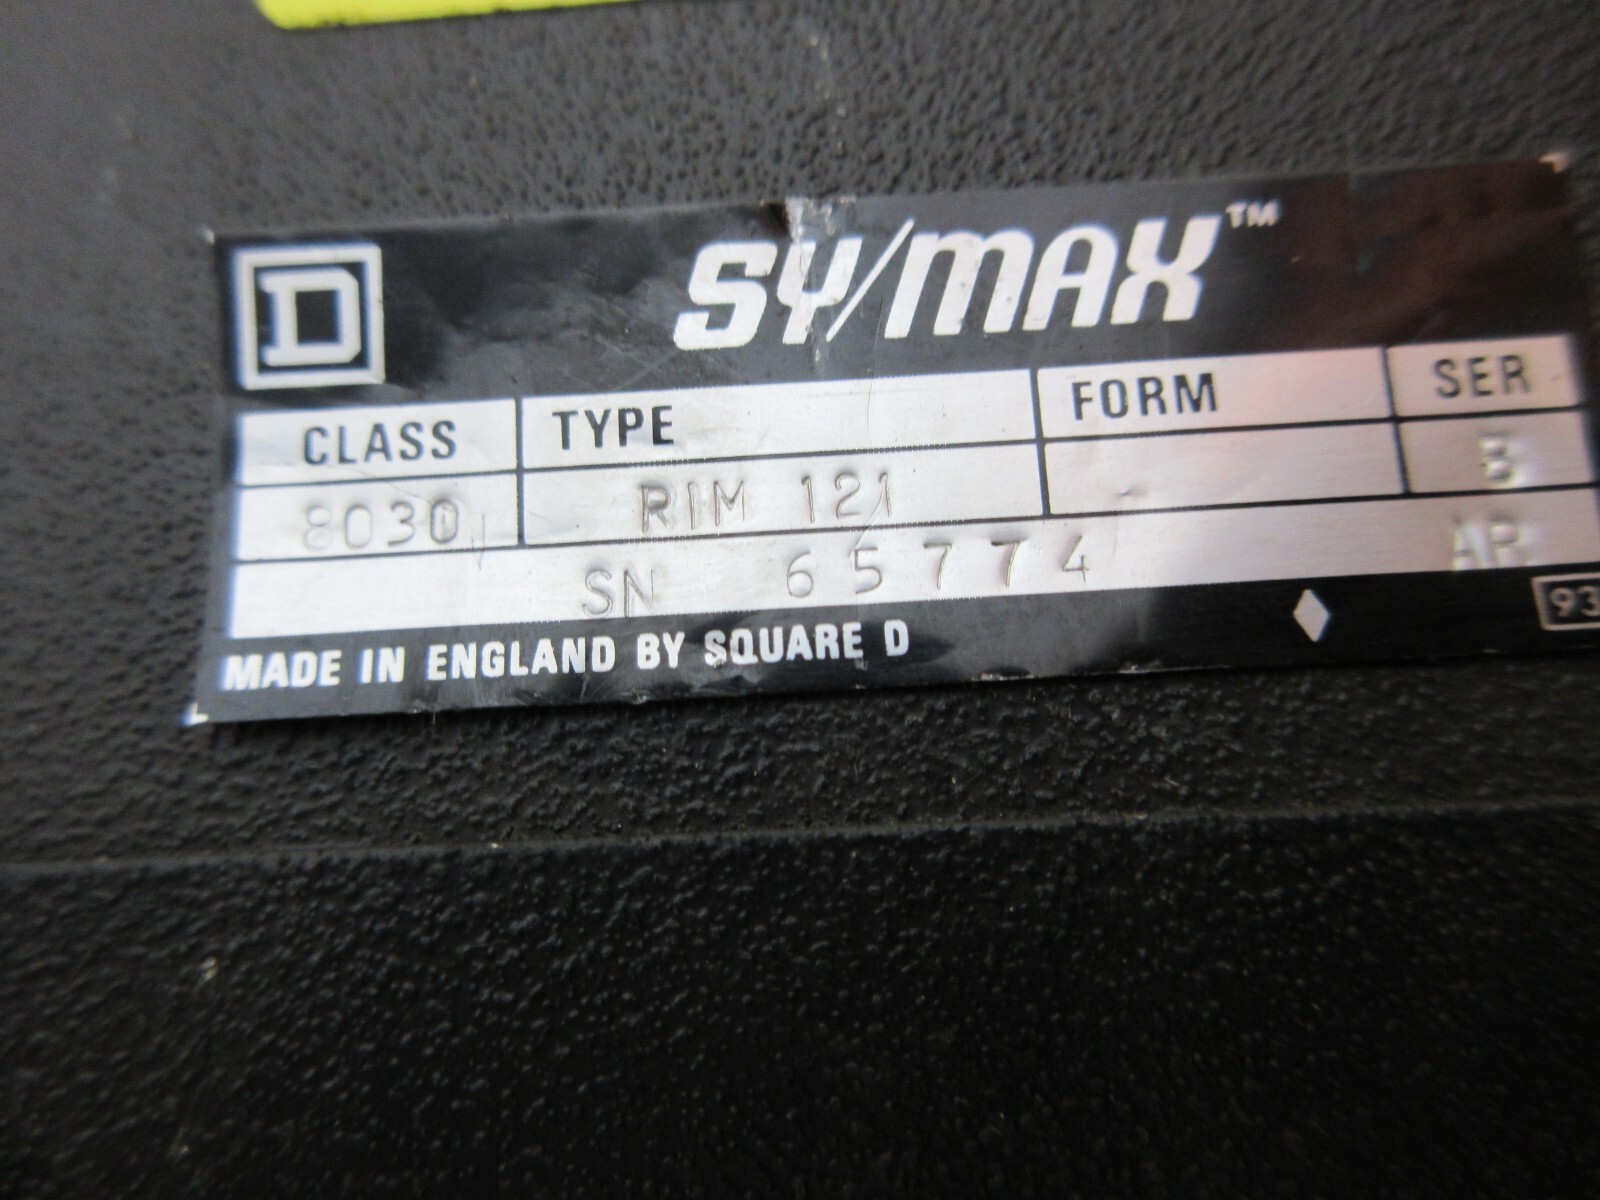 D
SY/MAX™
CLASS TYPE FORM SER
8030 RIM 121 B
SN 65774 AR
MADE IN ENGLAND BY SQUARE D
93